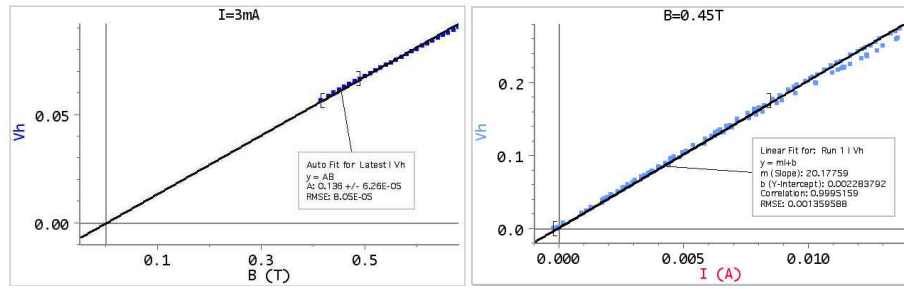 I=3mA
Vh
0.05
0.00
0.1
0.3
0.5
B (T)
Auto Fit for Latest | Vh
y = AB
A: 0.136 +/- 6.26E-05
RMSE: 8.05E-05
B=0.45T
Vh
0.2
0.1
0.0
0.000
0.005
0.010
I (A)
Linear Fit for: Run 1 | Vh
y = mI+b
m (Slope): 20.17759
b (Y-Intercept): 0.002283792
Correlation: 0.9995159
RMSE: 0.001359588